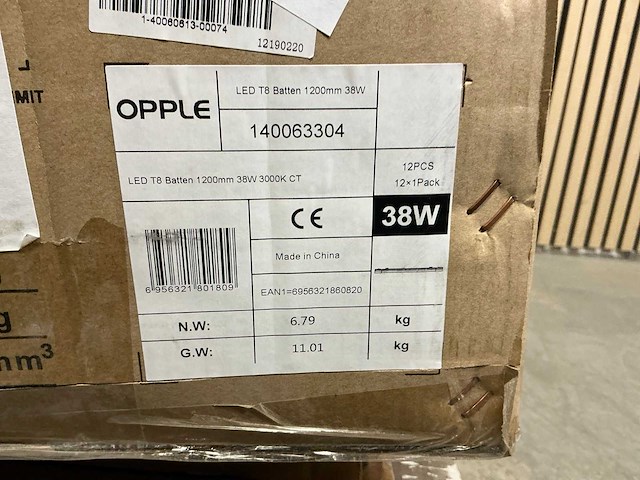 1-40060613-00074
12190220
MIT
OPPLE
LED T8 Batten 1200mm 38W
140063304
LED T8 Batten 1200mm 38W 3000K CT
12PCS
12×1Pack
CE
38W
Made in China
6 956321 801809
EAN1=6956321860820
N.W: 6.79 kg
G.W: 11.01 kg
g
mm³